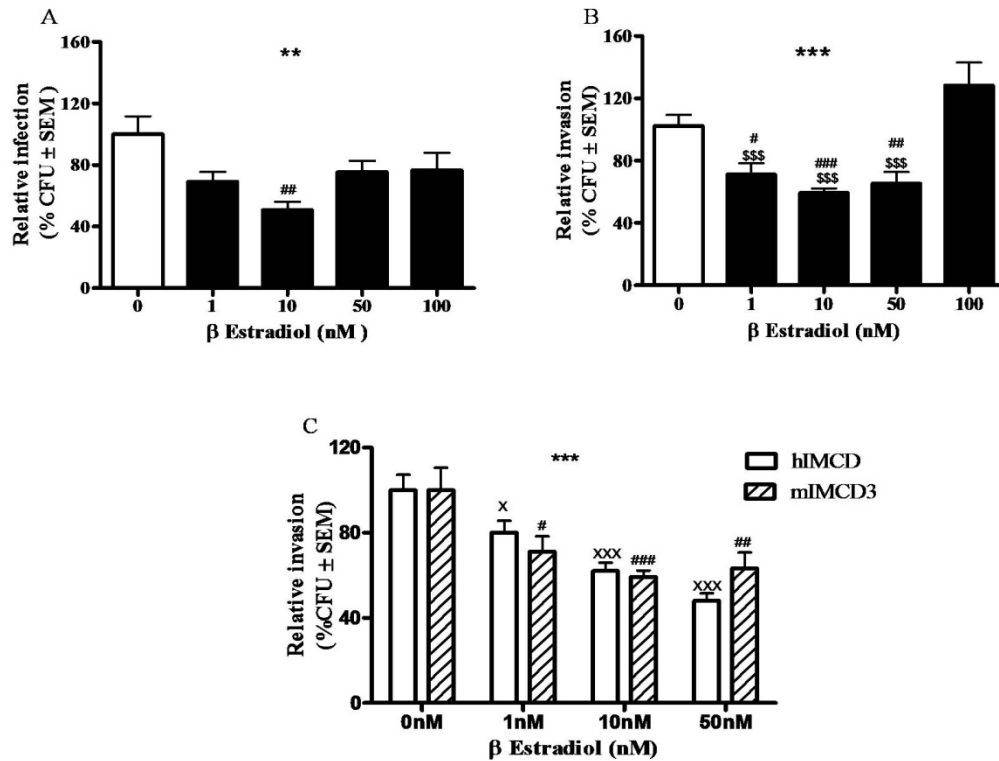 A
Relative infection
(% CFU ± SEM)
160
120
80
40
0
**
##
0 1 10 50 100
β Estradiol (nM )
B
Relative invasion
(% CFU ± SEM)
160
120
80
40
0
***
#
$$$
###
$$$
##
$$$
0 1 10 50 100
β Estradiol (nM)
C
Relative invasion
(%CFU ± SEM)
120
80
40
0
***
x
#
xxx
###
xxx
##
0nM 1nM 10nM 50nM
β Estradiol (nM)
hIMCD
mIMCD3